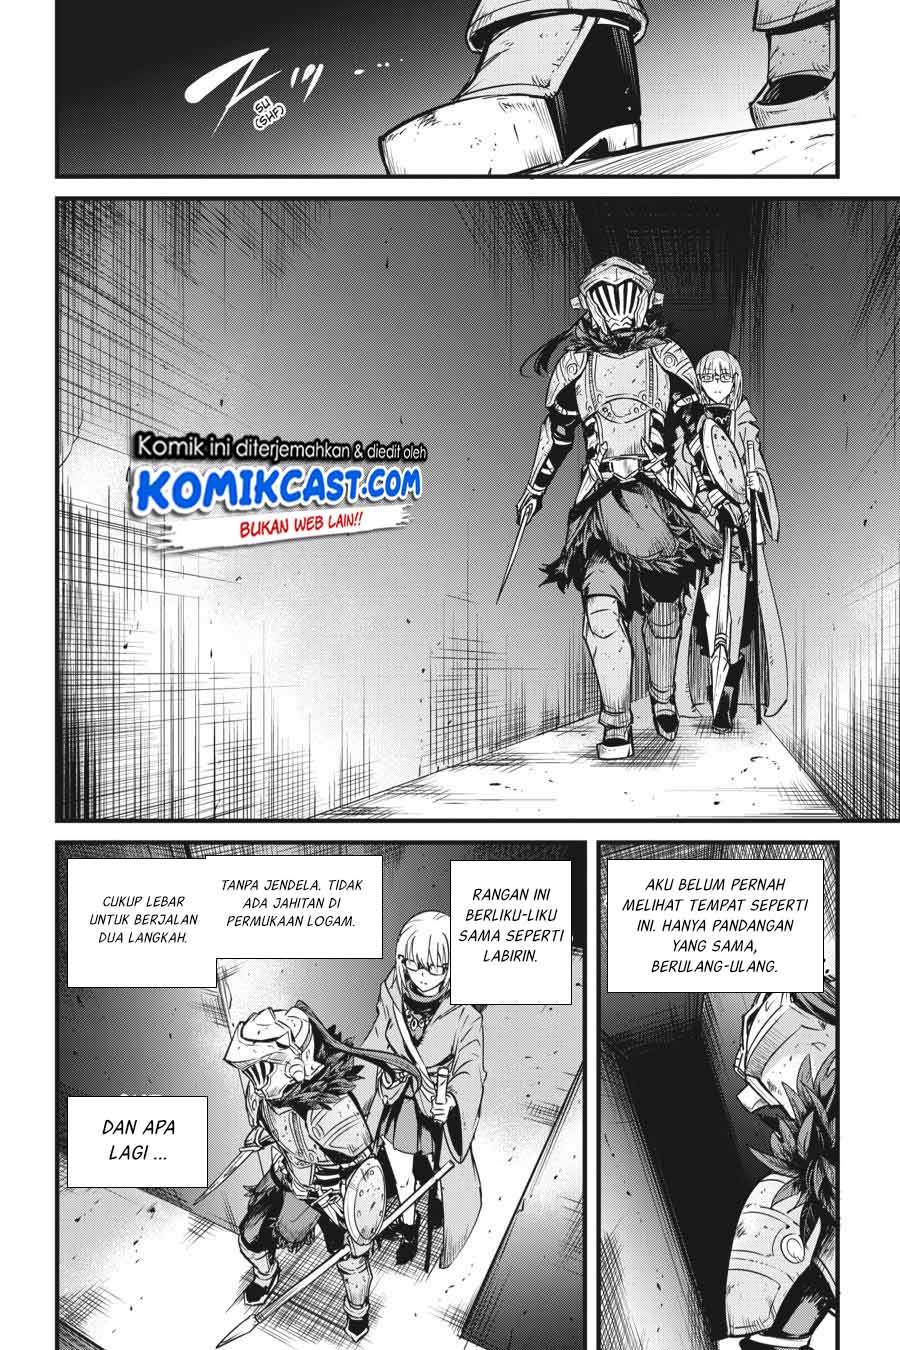 SU
(SHF)
Komik ini diterjemahkan & diedit oleh
KOMIKCAST.COM
BUKAN WEB LAIN!!
AKU BELUM PERNAH
MELIHAT TEMPAT SEPERTI
INI. HANYA PANDANGAN
YANG SAMA,
BERULANG-ULANG.
RANGAN INI
BERLIKU-LIKU
SAMA SEPERTI
LABIRIN.
TANPA JENDELA. TIDAK
ADA JAHITAN DI
PERMUKAAN LOGAM.
CUKUP LEBAR
UNTUK BERJALAN
DUA LANGKAH.
DAN APA
LAGI ...